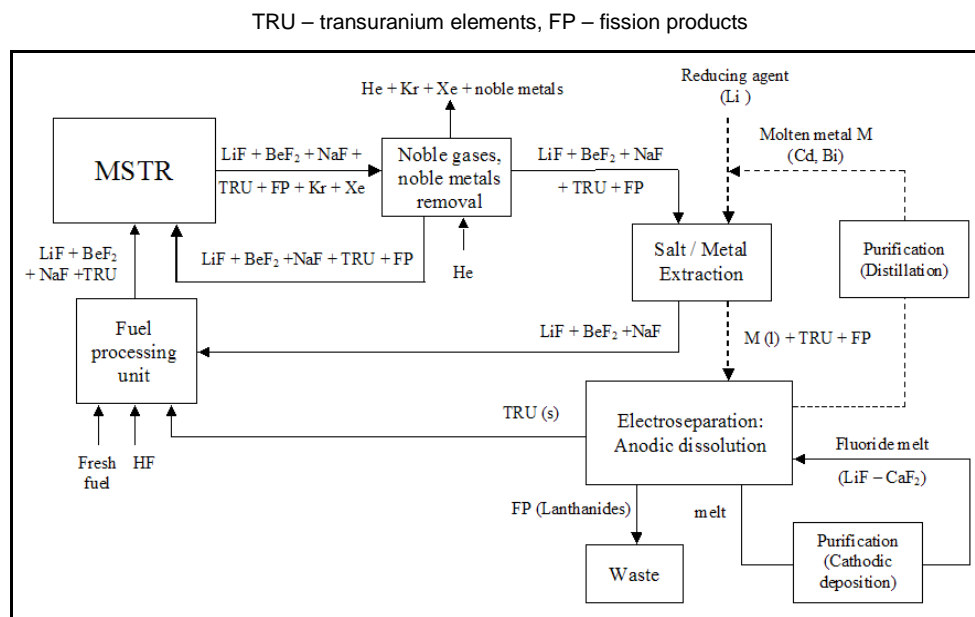 TRU – transuranium elements, FP – fission products
He + Kr + Xe + noble metals
Reducing agent
(Li )
Molten metal M
(Cd, Bi)
MSTR
LiF + BeF₂ + NaF +
TRU + FP + Kr + Xe
Noble gases,
noble metals
removal
LiF + BeF₂ + NaF
+ TRU + FP
LiF + BeF₂
+ NaF +TRU
LiF + BeF₂ +NaF + TRU + FP
He
Salt / Metal
Extraction
Purification
(Distillation)
Fuel
processing
unit
LiF + BeF₂ +NaF
M (l) + TRU + FP
TRU (s)
Electroseparation:
Anodic dissolution
Fluoride melt
(LiF – CaF₂)
Fresh
fuel
HF
FP (Lanthanides)
melt
Waste
Purification
(Cathodic
deposition)